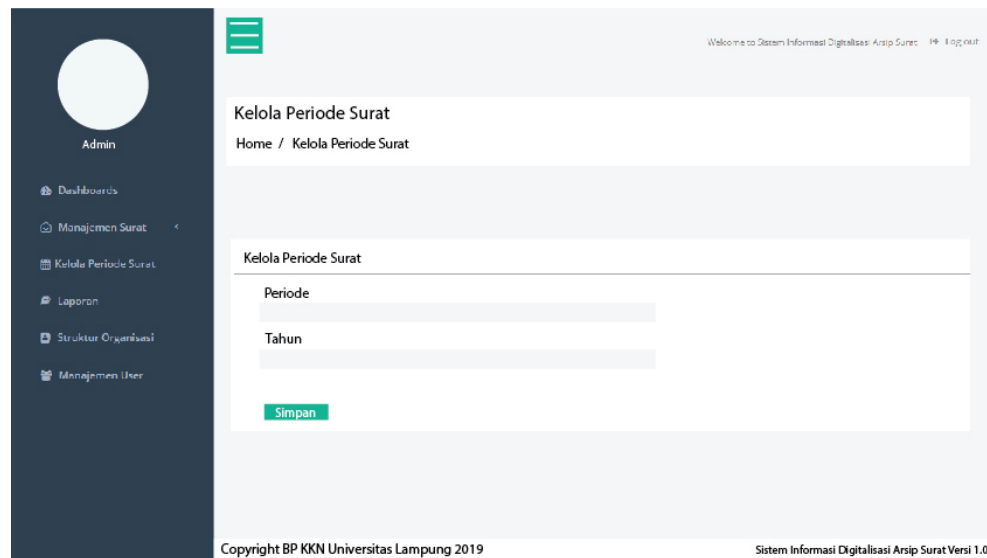 Welcome to Sistem Informasi Digitalisasi Arsip Surat
Log out
Admin
Dashboards
Manajemen Surat
Kelola Periode Surat
Laporan
Struktur Organisasi
Manajemen User
Kelola Periode Surat
Home / Kelola Periode Surat
Kelola Periode Surat
Periode
Tahun
Simpan
Copyright BP KKN Universitas Lampung 2019
Sistem Informasi Digitalisasi Arsip Surat Versi 1.0